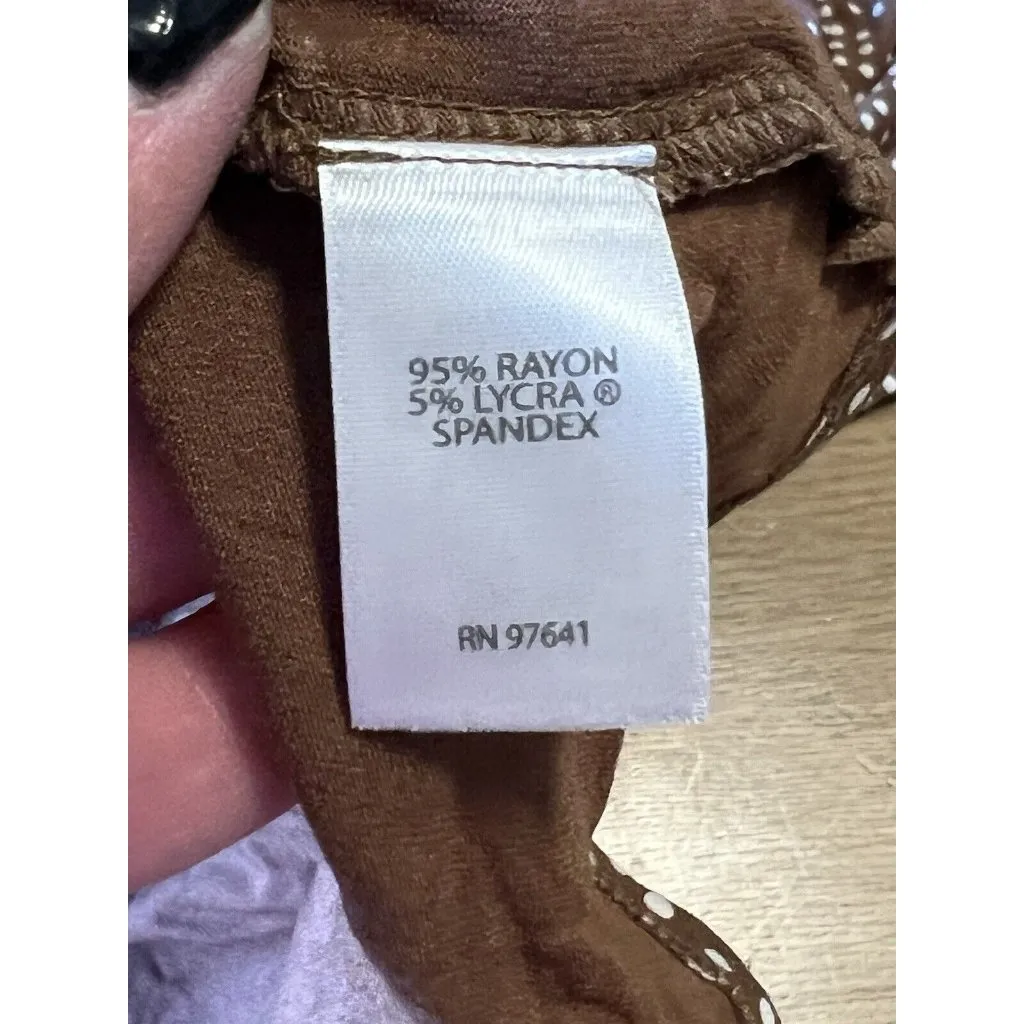 95% RAYON
5% LYCRA ®
SPANDEX
RN 97641